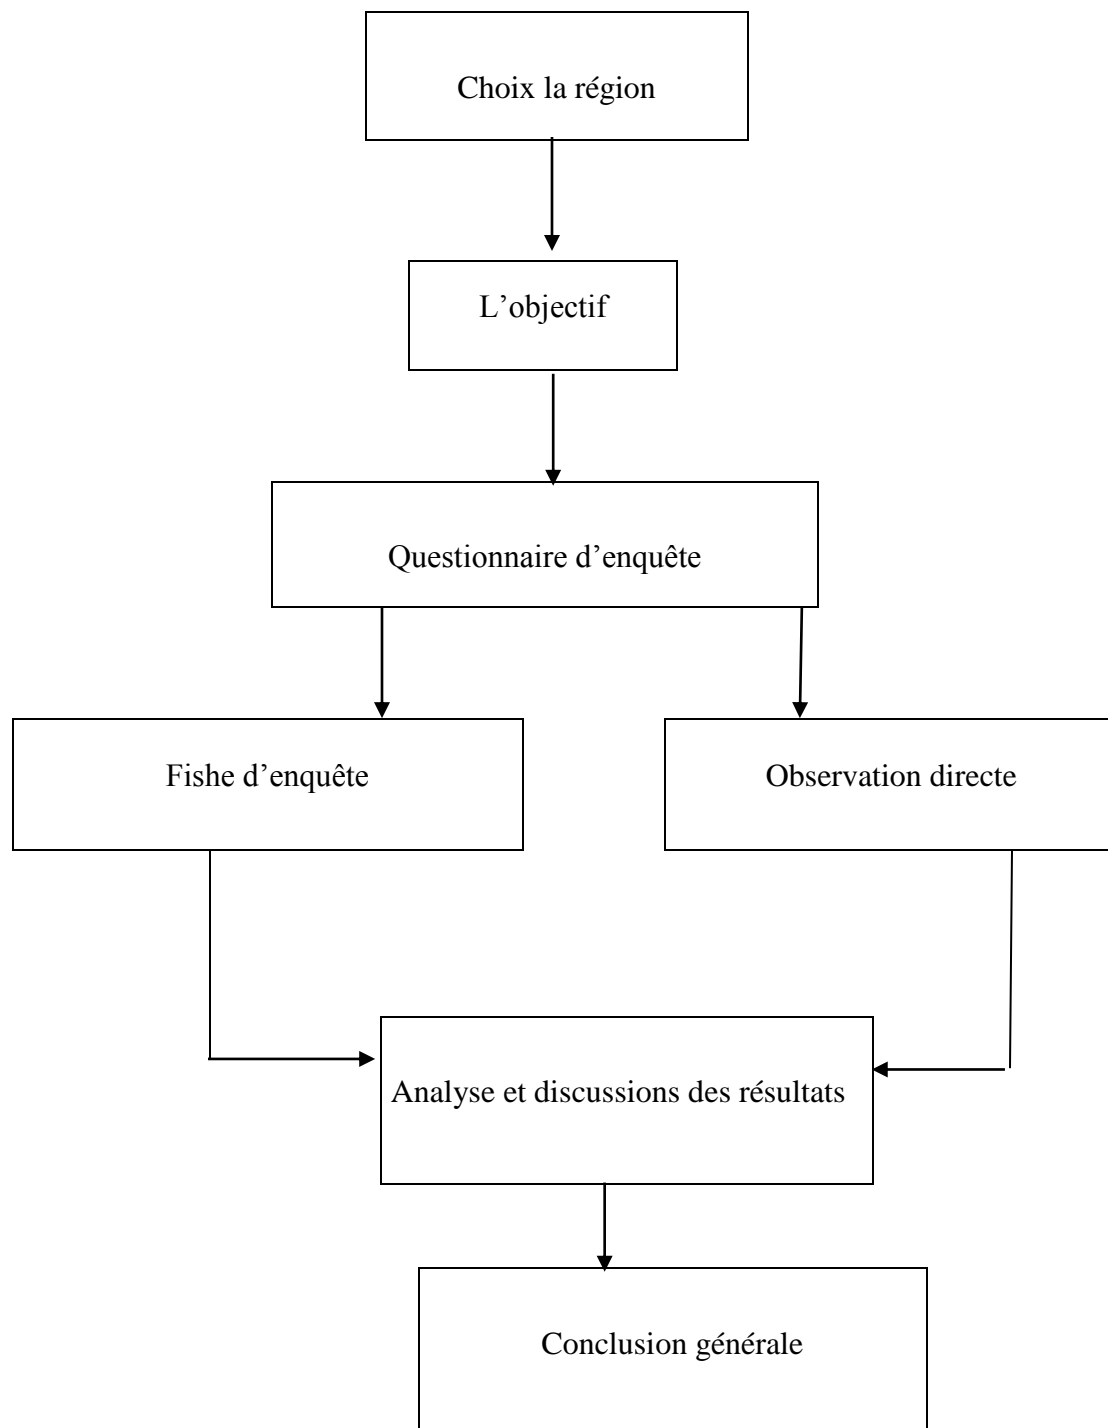 Choix la région
L’objectif
Questionnaire d’enquête
Fishe d’enquête
Observation directe
Analyse et discussions des résultats
Conclusion générale